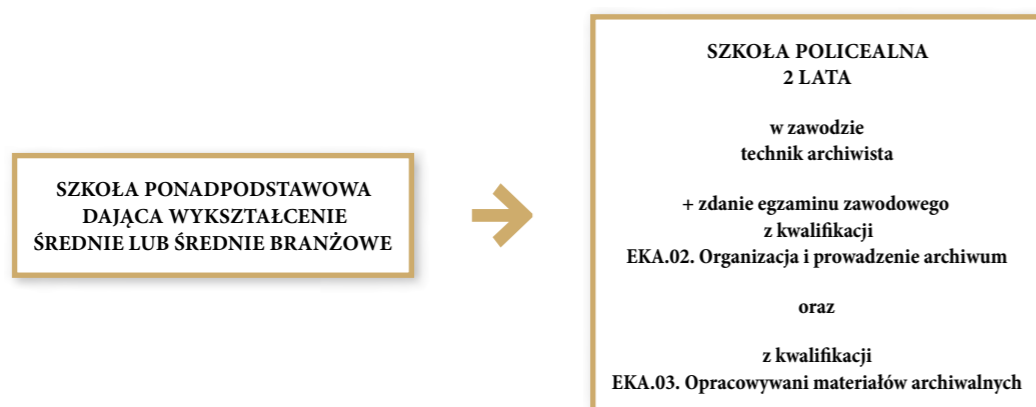 SZKOŁA PONADPODSTAWOWA
DAJĄCA WYKSZTAŁCENIE
ŚREDNIE LUB ŚREDNIE BRANŻOWE
SZKOŁA POLICEALNA
2 LATA
w zawodzie
technik archiwista
+ zdanie egzaminu zawodowego
z kwalifikacji
EKA.02. Organizacja i prowadzenie archiwum
oraz
z kwalifikacji
EKA.03. Opracowywani materiałów archiwalnych